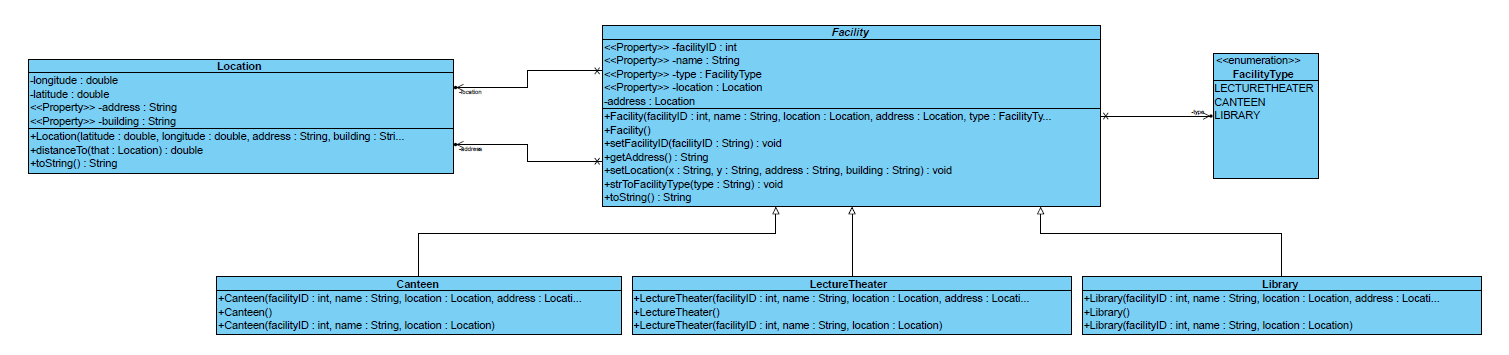 Location
-longitude : double
-latitude : double
<<Property>> -address : String
<<Property>> -building : String
+Location(latitude : double, longitude : double, address : String, building : Stri...
+distanceTo(that : Location) : double
+toString() : String
-location
-address
Facility
<<Property>> -facilityID : int
<<Property>> -name : String
<<Property>> -type : FacilityType
<<Property>> -location : Location
-address : Location
+Facility(facilityID : int, name : String, location : Location, address : Location, type : FacilityTy...
+Facility()
+setFacilityID(facilityID : String) : void
+getAddress() : String
+setLocation(x : String, y : String, address : String, building : String) : void
+strToFacilityType(type : String) : void
+toString() : String
-type
<<enumeration>>
FacilityType
LECTURETHEATER
CANTEEN
LIBRARY
Canteen
+Canteen(facilityID : int, name : String, location : Location, address : Locati...
+Canteen()
+Canteen(facilityID : int, name : String, location : Location)
LectureTheater
+LectureTheater(facilityID : int, name : String, location : Location, address : Locati...
+LectureTheater()
+LectureTheater(facilityID : int, name : String, location : Location)
Library
+Library(facilityID : int, name : String, location : Location, address : Locatio...
+Library()
+Library(facilityID : int, name : String, location : Location)